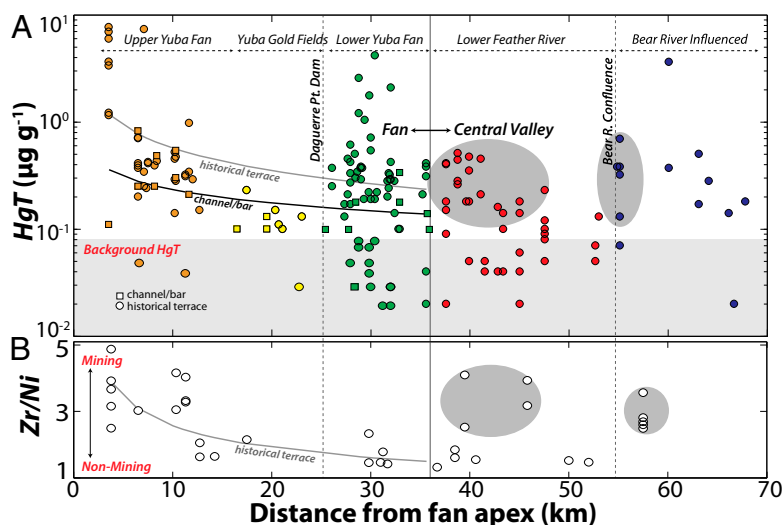 A
Upper Yuba Fan
Yuba Gold Fields
Lower Yuba Fan
Lower Feather River
Bear River Influenced
Daguerre Pt. Dam
Bear R. Confluence
Fan
Central Valley
historical terrace
channel/bar
Background HgT
channel/bar
historical terrace
HgT (µg g⁻¹)
10¹
10⁰
10⁻¹
10⁻²
B
Mining
Non-Mining
historical terrace
Zr/Ni
5
3
1
0 10 20 30 40 50 60 70
Distance from fan apex (km)